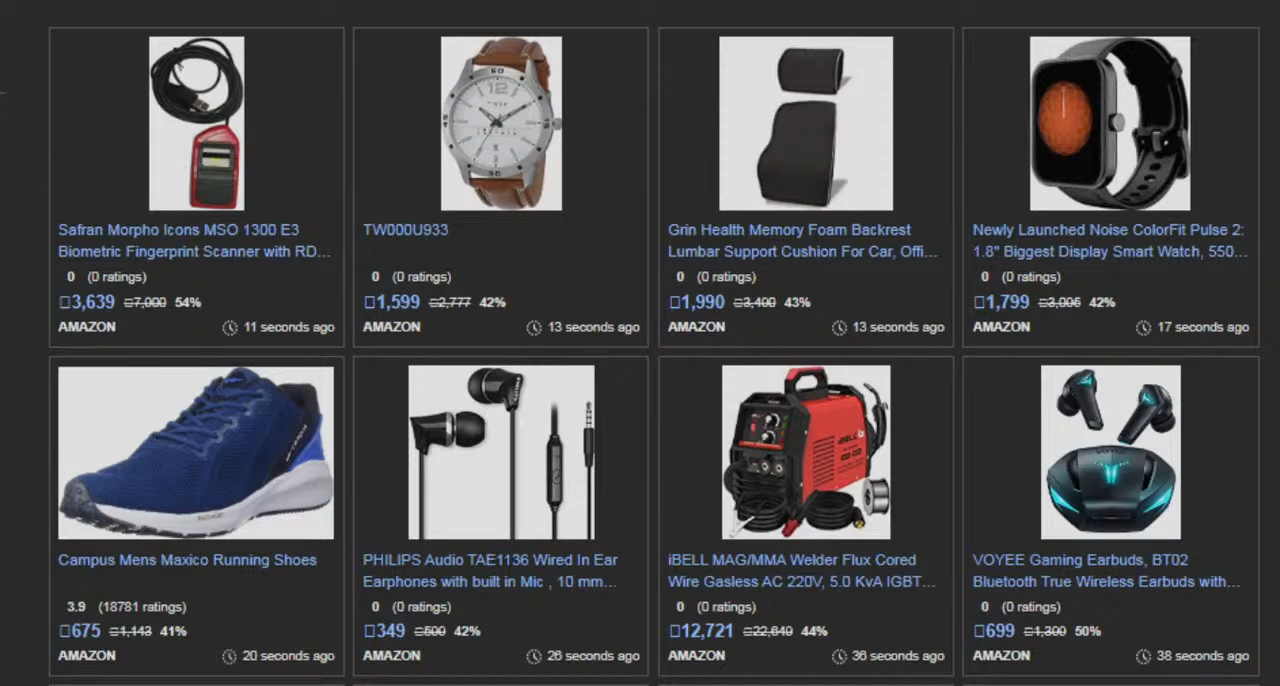 Safran Morpho Icons MSO 1300 E3
Biometric Fingerprint Scanner with RD...
0 (0 ratings)
3,639 7,000 54%
AMAZON 11 seconds ago
TW000U933
0 (0 ratings)
1,599 2,777 42%
AMAZON 13 seconds ago
Grin Health Memory Foam Backrest
Lumbar Support Cushion For Car, Offi...
0 (0 ratings)
1,990 3,400 43%
AMAZON 13 seconds ago
Newly Launched Noise ColorFit Pulse 2:
1.8" Biggest Display Smart Watch, 550...
0 (0 ratings)
1,799 3,006 42%
AMAZON 17 seconds ago
Campus Mens Maxico Running Shoes
3.9 (18781 ratings)
675 1,143 41%
AMAZON 20 seconds ago
PHILIPS Audio TAE1136 Wired In Ear
Earphones with built in Mic , 10 mm...
0 (0 ratings)
349 600 42%
AMAZON 26 seconds ago
iBELL
iBELL MAG/MMA Welder Flux Cored
Wire Gasless AC 220V, 5.0 KvA IGBT...
0 (0 ratings)
12,721 22,640 44%
AMAZON 36 seconds ago
VOYEE Gaming Earbuds, BT02
Bluetooth True Wireless Earbuds with...
0 (0 ratings)
699 1,300 50%
AMAZON 38 seconds ago